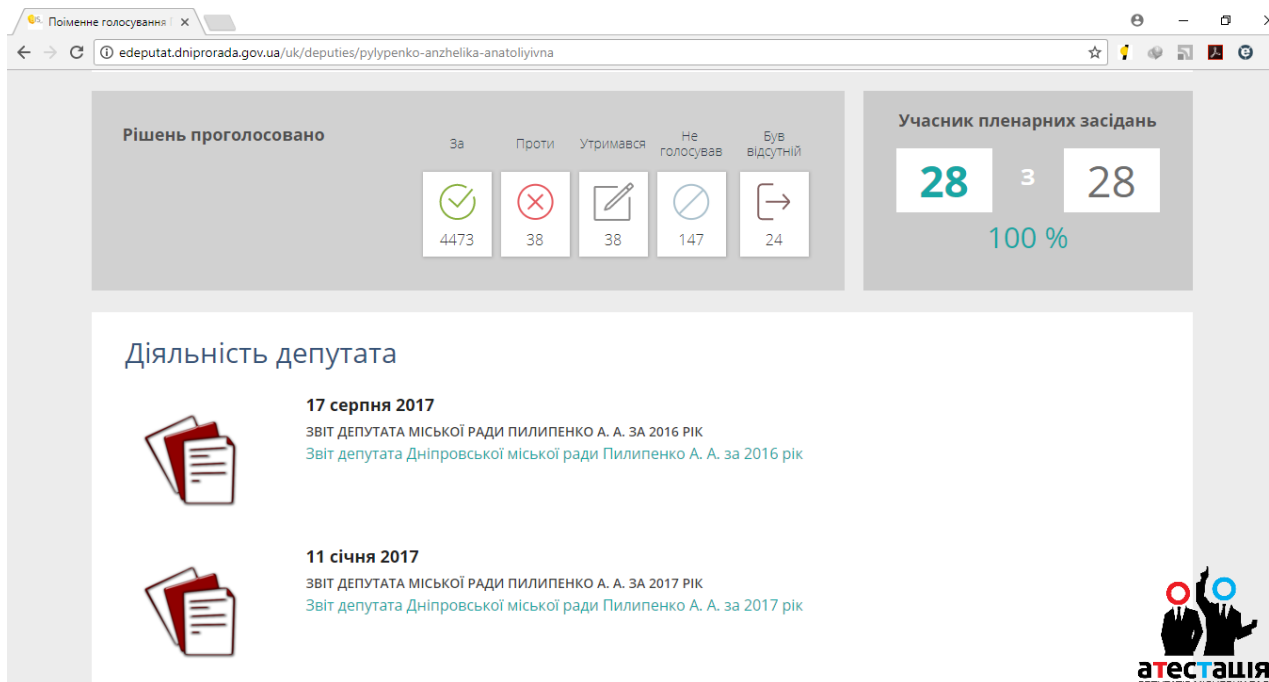 Поіменне голосування
edeputat.dniprorada.gov.ua/uk/deputies/pylypenko-anzhelika-anatoliyivna
Рішень проголосовано
За
Проти
Утримався
Не
голосував
Був
відсутній
4473
38
38
147
24
Учасник пленарних засідань
28 з 28
100 %
Діяльність депутата
17 серпня 2017
ЗВІТ ДЕПУТАТА МІСЬКОЇ РАДИ ПИЛИПЕНКО А. А. ЗА 2016 РІК
Звіт депутата Дніпровської міської ради Пилипенко А. А. за 2016 рік
11 січня 2017
ЗВІТ ДЕПУТАТА МІСЬКОЇ РАДИ ПИЛИПЕНКО А. А. ЗА 2017 РІК
Звіт депутата Дніпровської міської ради Пилипенко А. А. за 2017 рік
аТесТація